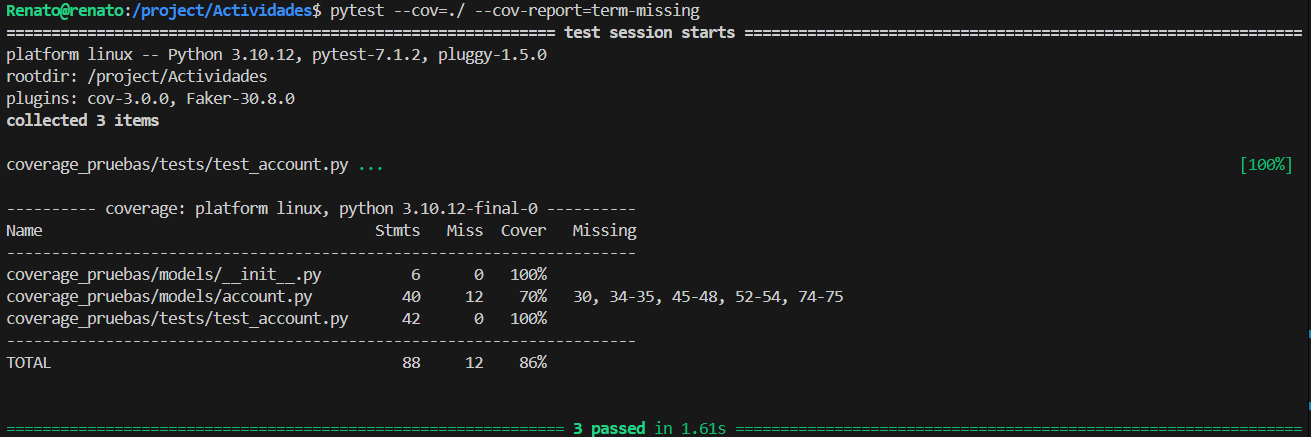 Renato@renato:/project/Actividades$ pytest --cov=./ --cov-report=term-missing
============================================================= test session starts ==============================================================
platform linux -- Python 3.10.12, pytest-7.1.2, pluggy-1.5.0
rootdir: /project/Actividades
plugins: cov-3.0.0, Faker-30.8.0
collected 3 items

coverage_pruebas/tests/test_account.py ... [100%]

---------- coverage: platform linux, python 3.10.12-final-0 ----------
Name                                     Stmts   Miss  Cover   Missing
----------------------------------------------------------------------
coverage_pruebas/models/__init__.py          6      0   100%
coverage_pruebas/models/account.py          40     12    70%   30, 34-35, 45-48, 52-54, 74-75
coverage_pruebas/tests/test_account.py      42      0   100%
----------------------------------------------------------------------
TOTAL                                       88     12    86%

============================================================== 3 passed in 1.61s ===============================================================